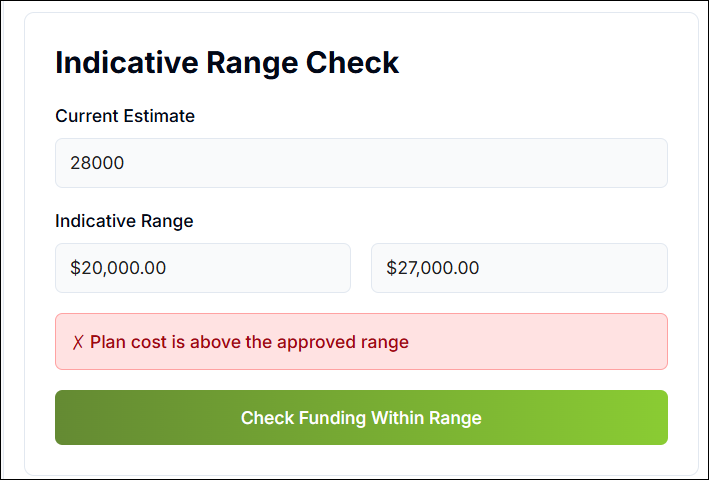 Indicative Range Check
Current Estimate
28000
Indicative Range
$20,000.00 $27,000.00
✗ Plan cost is above the approved range
Check Funding Within Range